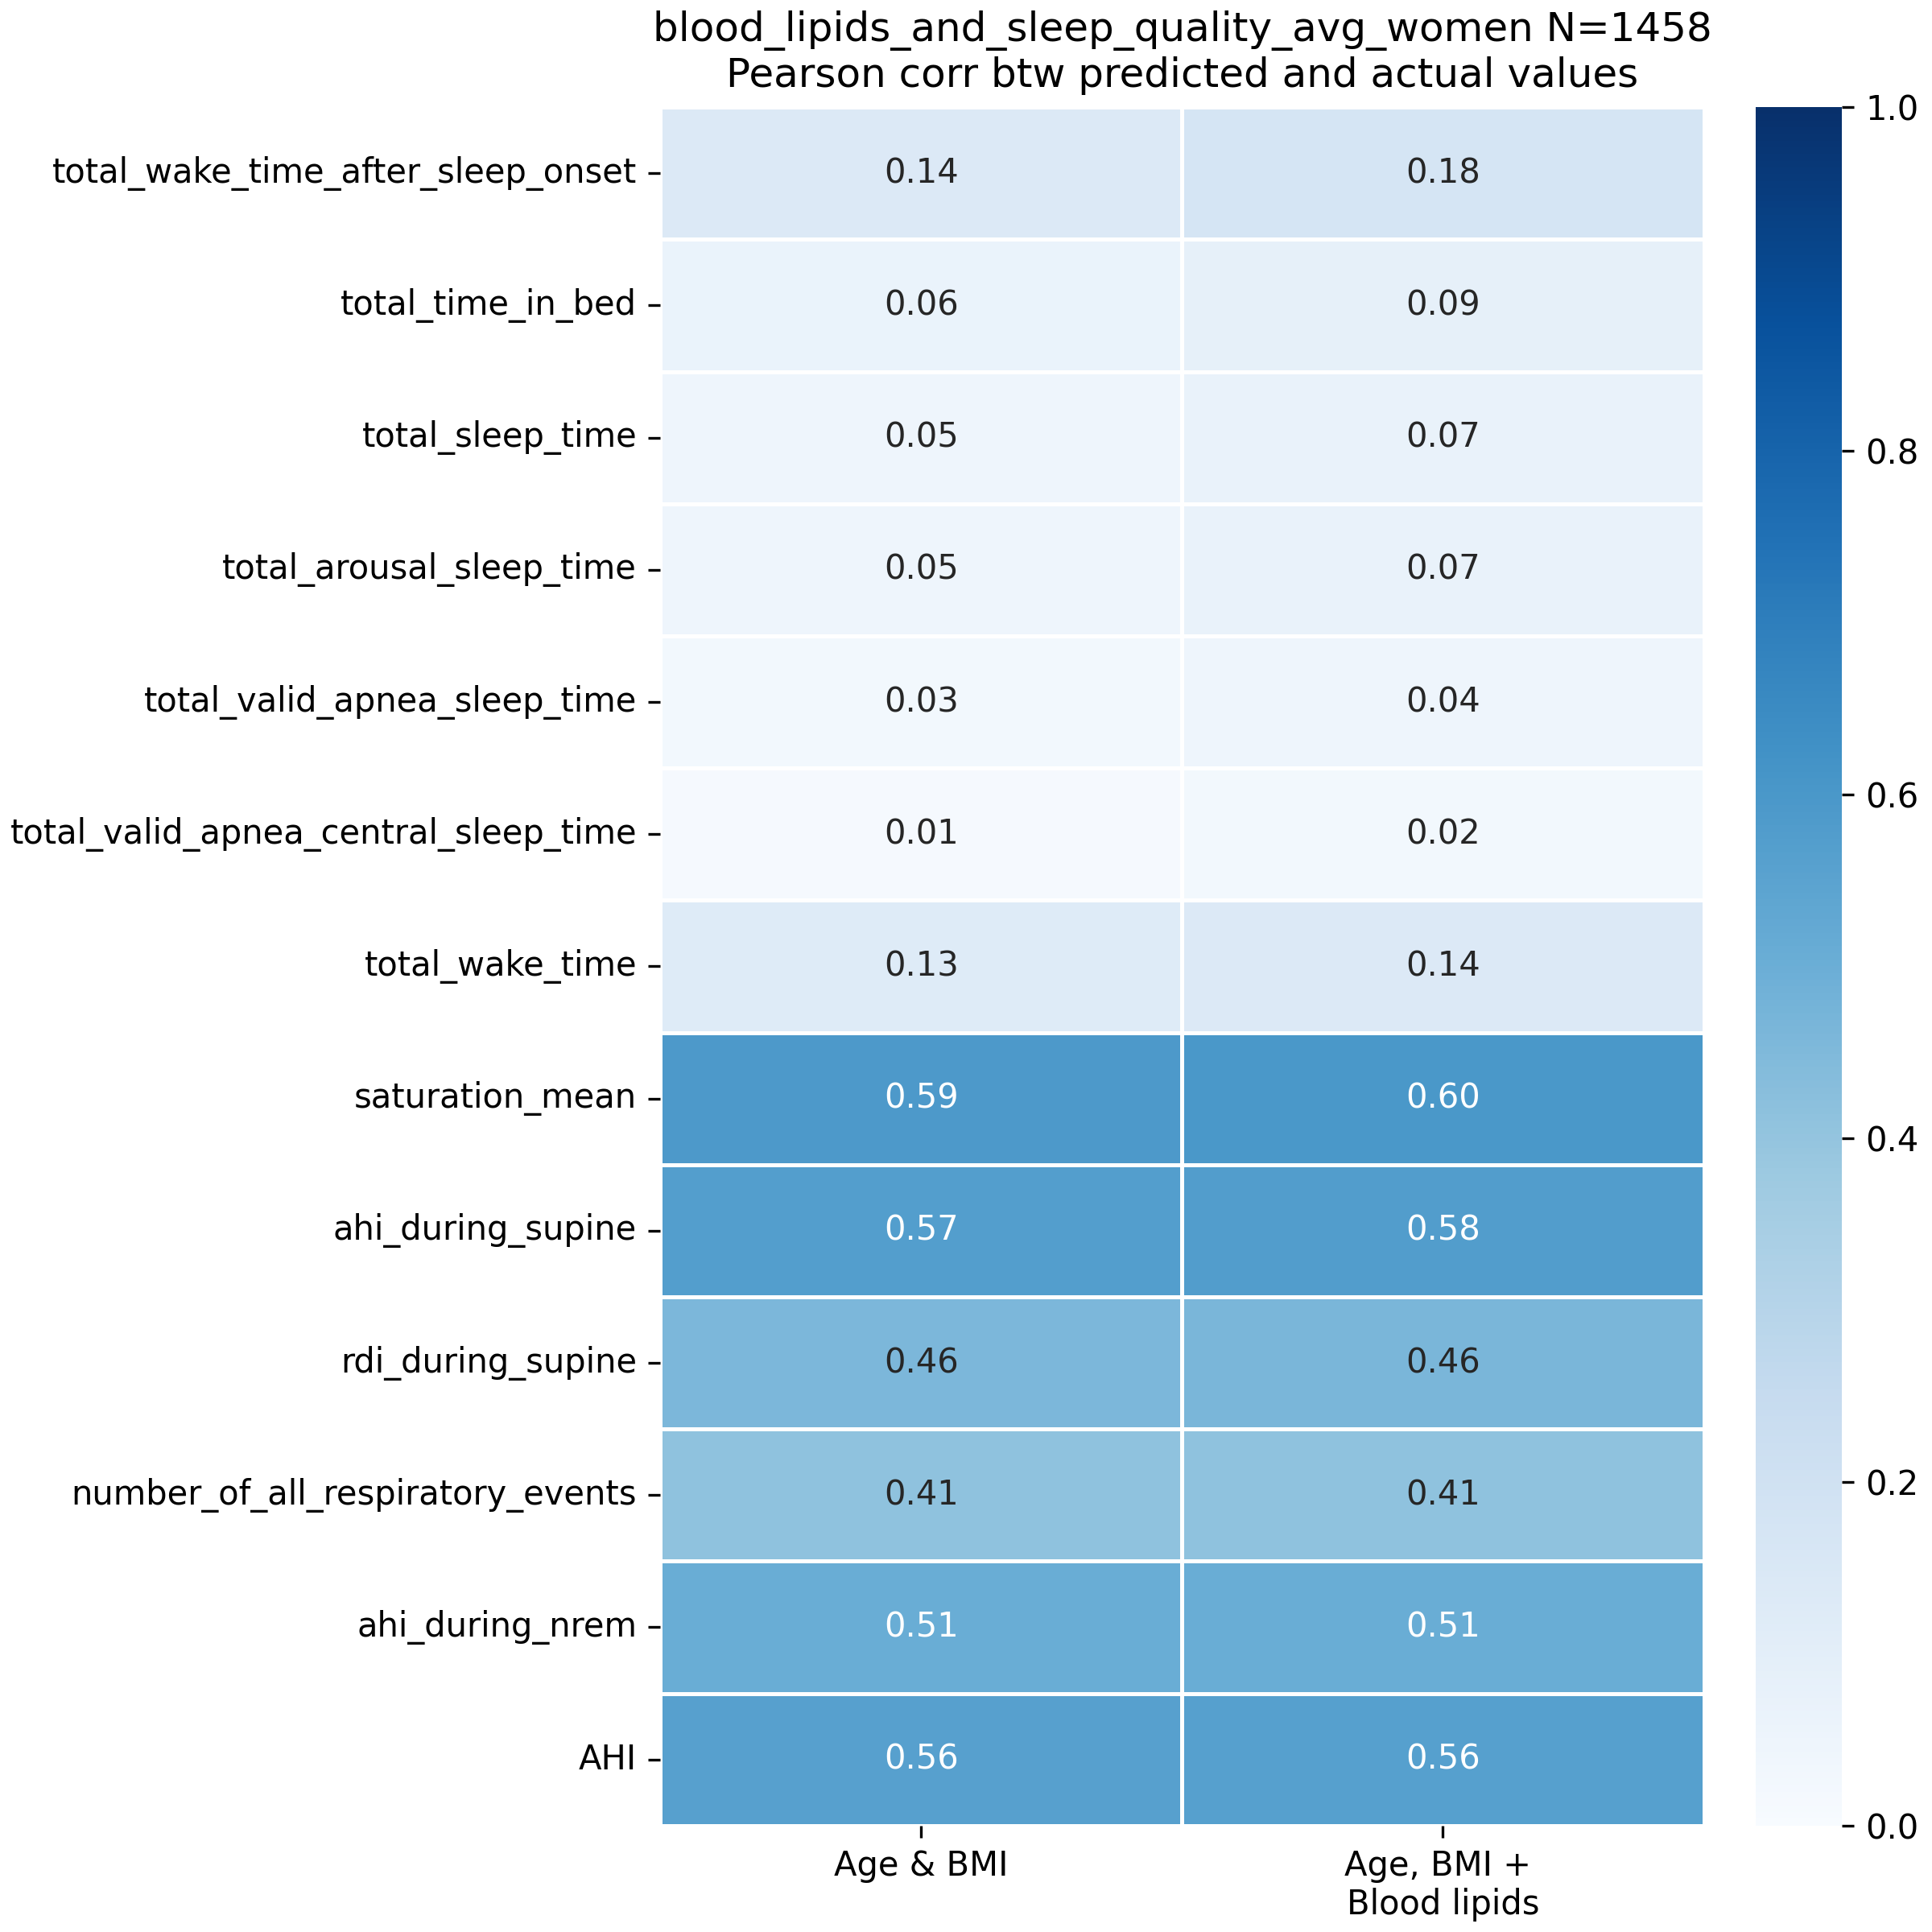 blood_lipids_and_sleep_quality_avg_women N=1458
Pearson corr btw predicted and actual values
total_wake_time_after_sleep_onset 0.14 0.18
total_time_in_bed 0.06 0.09
total_sleep_time 0.05 0.07
total_arousal_sleep_time 0.05 0.07
total_valid_apnea_sleep_time 0.03 0.04
total_valid_apnea_central_sleep_time 0.01 0.02
total_wake_time 0.13 0.14
saturation_mean 0.59 0.60
ahi_during_supine 0.57 0.58
rdi_during_supine 0.46 0.46
number_of_all_respiratory_events 0.41 0.41
ahi_during_nrem 0.51 0.51
AHI 0.56 0.56
Age & BMI
Age, BMI +
Blood lipids
1.0
0.8
0.6
0.4
0.2
0.0